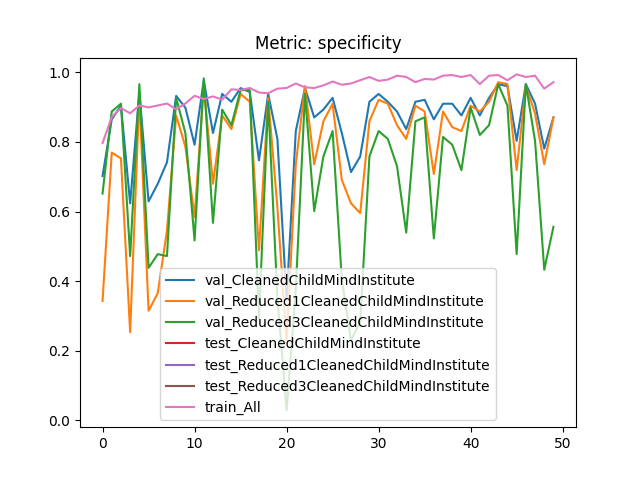 Metric: specificity
1.0
0.8
0.6
0.4
0.2
0.0
val_CleanedChildMindInstitute
val_Reduced1CleanedChildMindInstitute
val_Reduced3CleanedChildMindInstitute
test_CleanedChildMindInstitute
test_Reduced1CleanedChildMindInstitute
test_Reduced3CleanedChildMindInstitute
train_All
0 10 20 30 40 50